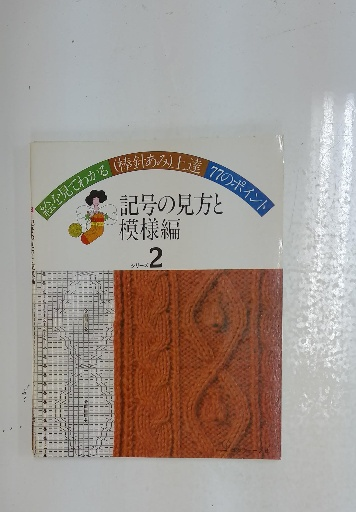 絵を見てわかる(棒針あみ)上達77のポイント
記号の見方と
模様編
シリーズ2